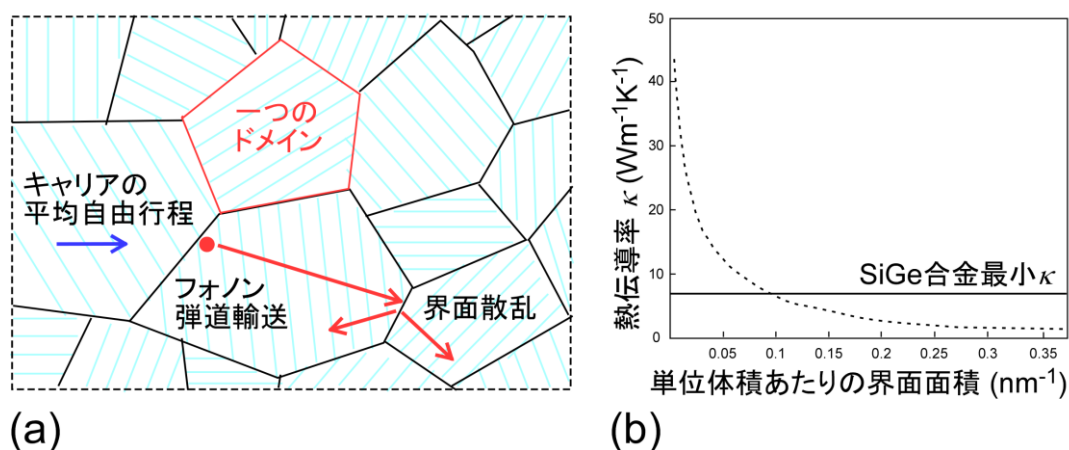 一つの
ドメイン
キャリアの
平均自由行程
フォノン
弾道輸送
界面散乱
(a)
熱伝導率 κ (Wm⁻¹K⁻¹)
50
40
30
20
10
0
SiGe合金最小κ
0.05
0.1
0.15
0.2
0.25
0.3
0.35
単位体積あたりの界面面積 (nm⁻¹)
(b)